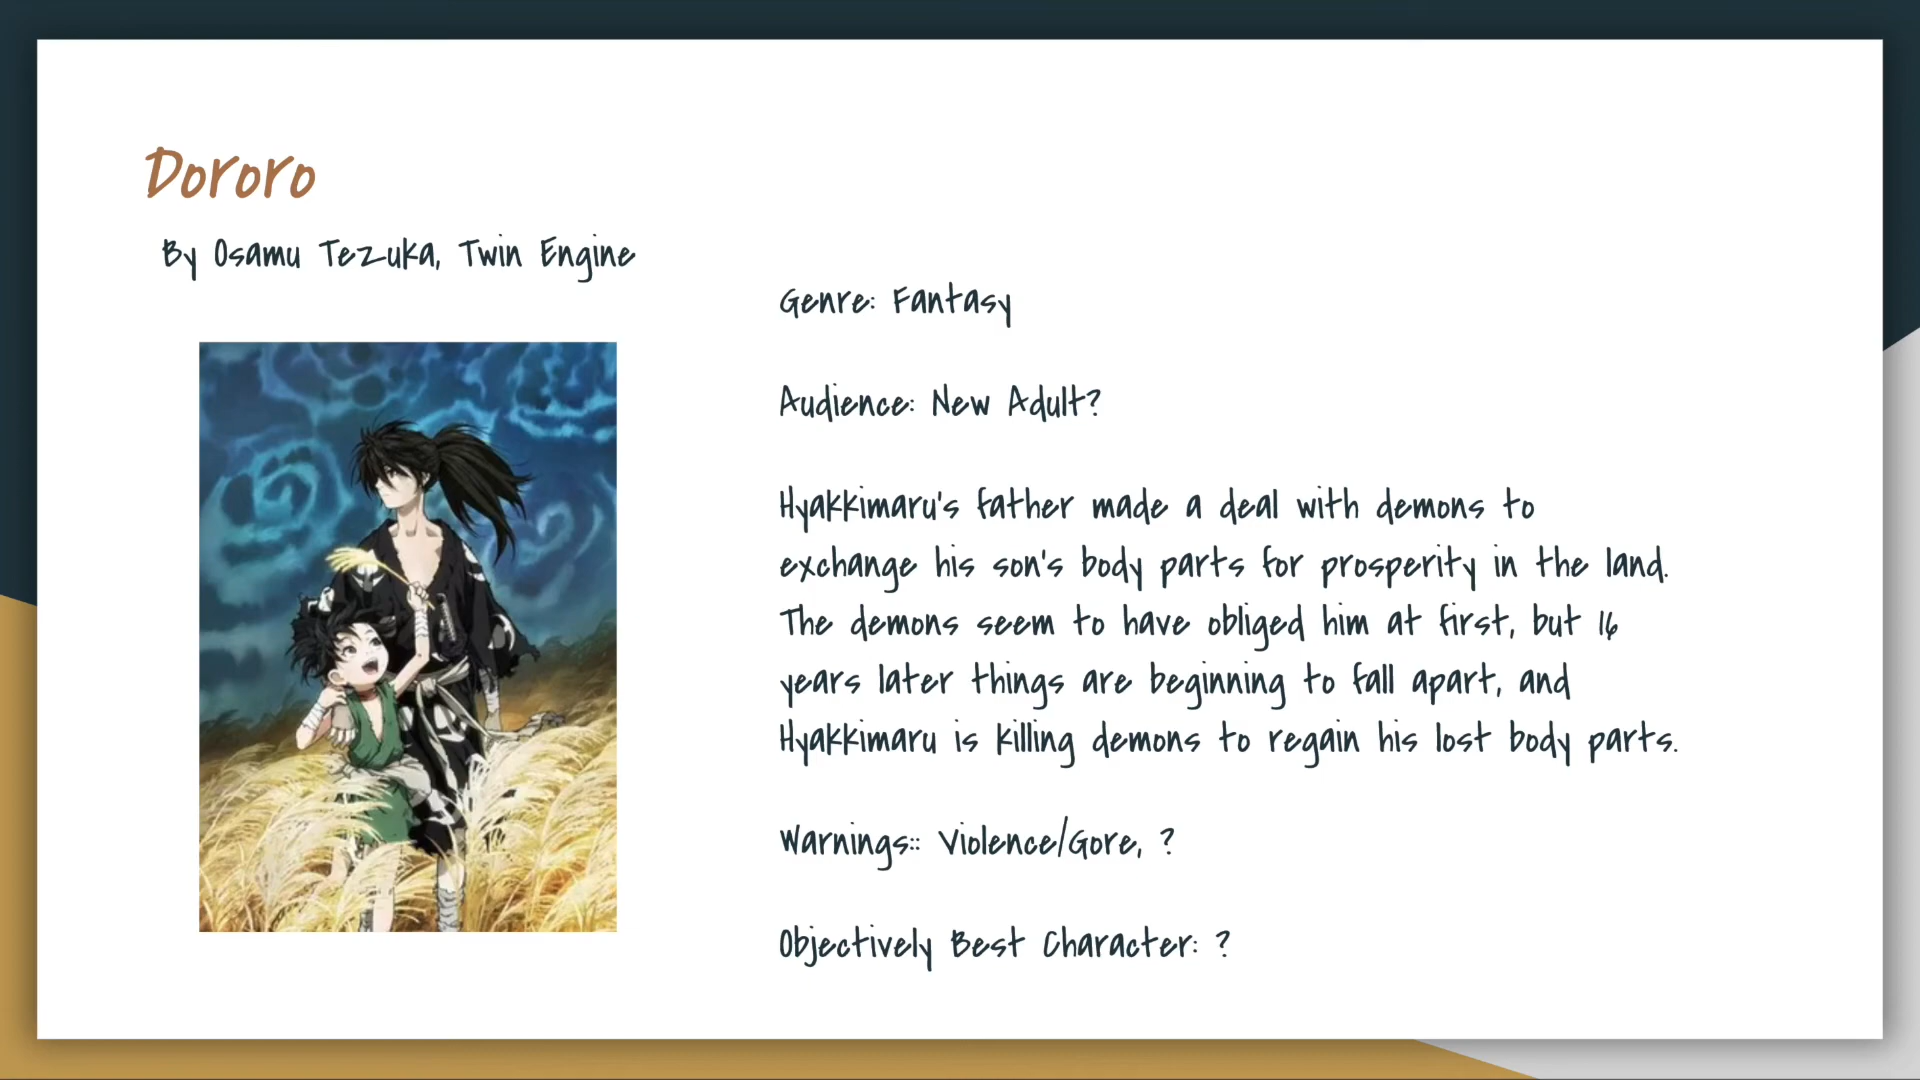 Dororo
By Osamu Tezuka, Twin Engine
Genre: Fantasy
Audience: New Adult?
Hyakkimaru's father made a deal with demons to
exchange his son's body parts for prosperity in the land.
The demons seem to have obliged him at first, but 16
years later things are beginning to fall apart, and
Hyakkimaru is killing demons to regain his lost body parts.
Warnings:: Violence/Gore, ?
Objectively Best Character: ?